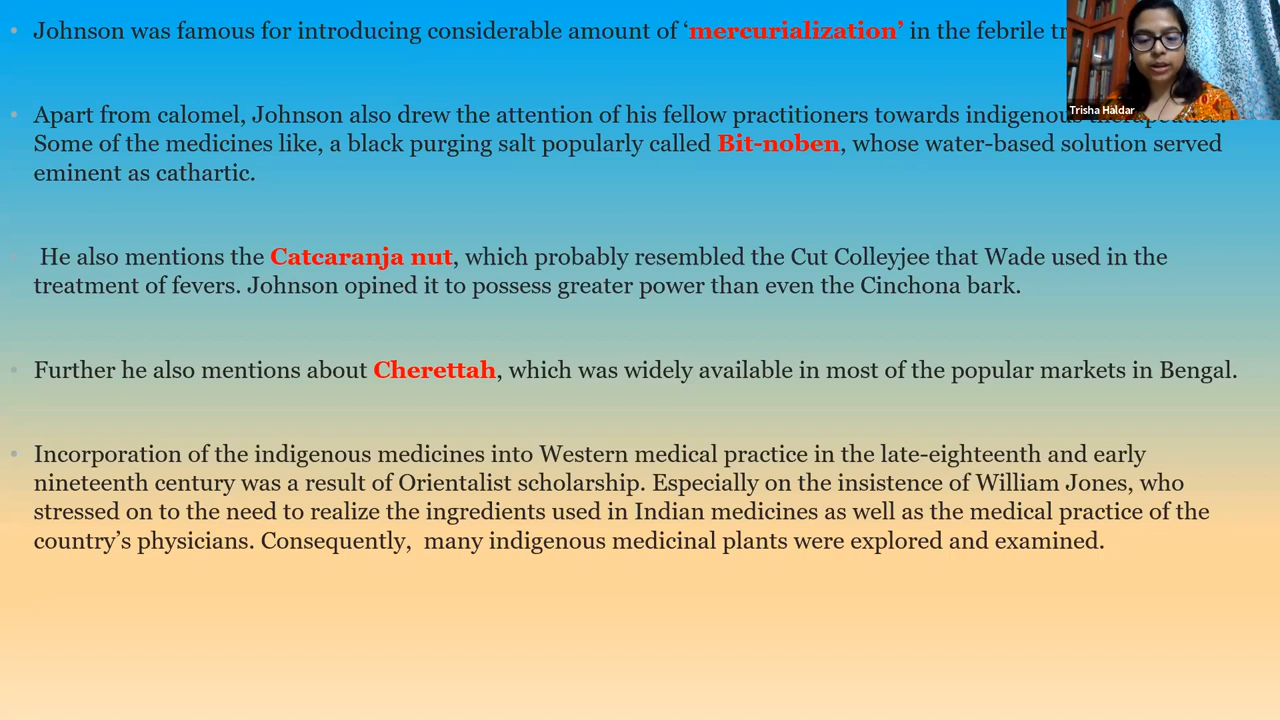 • Johnson was famous for introducing considerable amount of ‘mercurialization’ in the febrile
Trisha Haldar
• Apart from calomel, Johnson also drew the attention of his fellow practitioners towards indigenous
Some of the medicines like, a black purging salt popularly called Bit-noben, whose water-based solution served
eminent as cathartic.
• He also mentions the Catcaranja nut, which probably resembled the Cut Colleyjee that Wade used in the
treatment of fevers. Johnson opined it to possess greater power than even the Cinchona bark.
• Further he also mentions about Cherettah, which was widely available in most of the popular markets in Bengal.
• Incorporation of the indigenous medicines into Western medical practice in the late-eighteenth and early
nineteenth century was a result of Orientalist scholarship. Especially on the insistence of William Jones, who
stressed on to the need to realize the ingredients used in Indian medicines as well as the medical practice of the
country’s physicians. Consequently,  many indigenous medicinal plants were explored and examined.